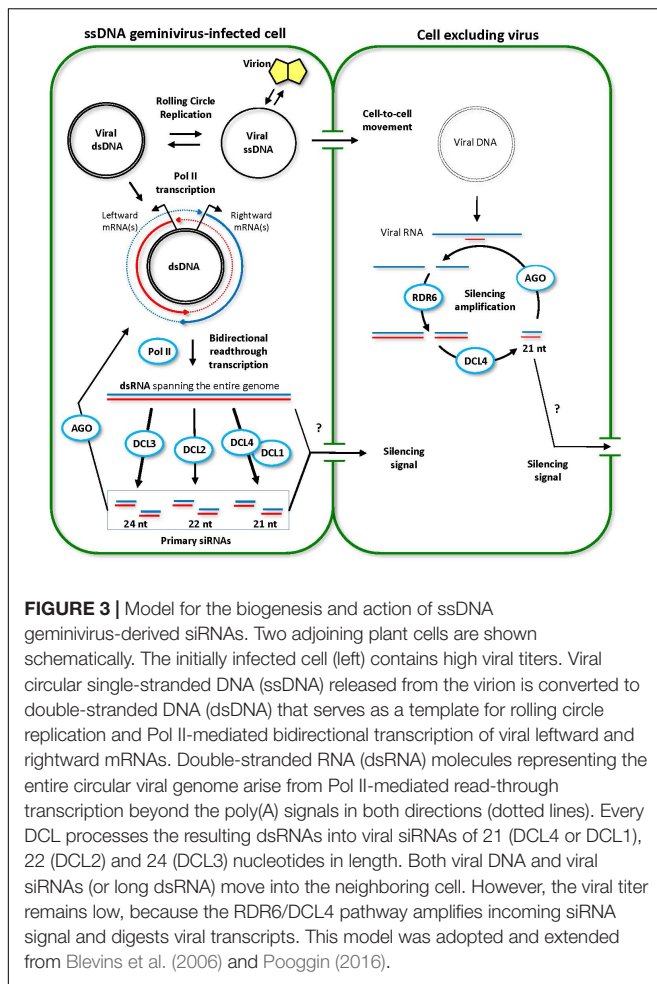 ssDNA geminivirus-infected cell
Cell excluding virus
Virion
Rolling Circle
Replication
Viral
dsDNA
Viral
ssDNA
Cell-to-cell
movement
Viral DNA
Pol II
transcription
Leftward
mRNA(s)
Rightward
mRNA(s)
dsDNA
Viral RNA
RDR6
Silencing
amplification
AGO
DCL4
21 nt
Pol II
Bidirectional
readthrough
transcription
dsRNA spanning the entire genome
AGO
DCL3
DCL2
DCL4
DCL1
?
Silencing
signal
?
Silencing
signal
24 nt
22 nt
21 nt
Primary siRNAs
FIGURE 3 | Model for the biogenesis and action of ssDNA
geminivirus-derived siRNAs. Two adjoining plant cells are shown
schematically. The initially infected cell (left) contains high viral titers. Viral
circular single-stranded DNA (ssDNA) released from the virion is converted to
double-stranded DNA (dsDNA) that serves as a template for rolling circle
replication and Pol II-mediated bidirectional transcription of viral leftward and
rightward mRNAs. Double-stranded RNA (dsRNA) molecules representing the
entire circular viral genome arise from Pol II-mediated read-through
transcription beyond the poly(A) signals in both directions (dotted lines). Every
DCL processes the resulting dsRNAs into viral siRNAs of 21 (DCL4 or DCL1),
22 (DCL2) and 24 (DCL3) nucleotides in length. Both viral DNA and viral
siRNAs (or long dsRNA) move into the neighboring cell. However, the viral titer
remains low, because the RDR6/DCL4 pathway amplifies incoming siRNA
signal and digests viral transcripts. This model was adopted and extended
from Blevins et al. (2006) and Pooggin (2016).